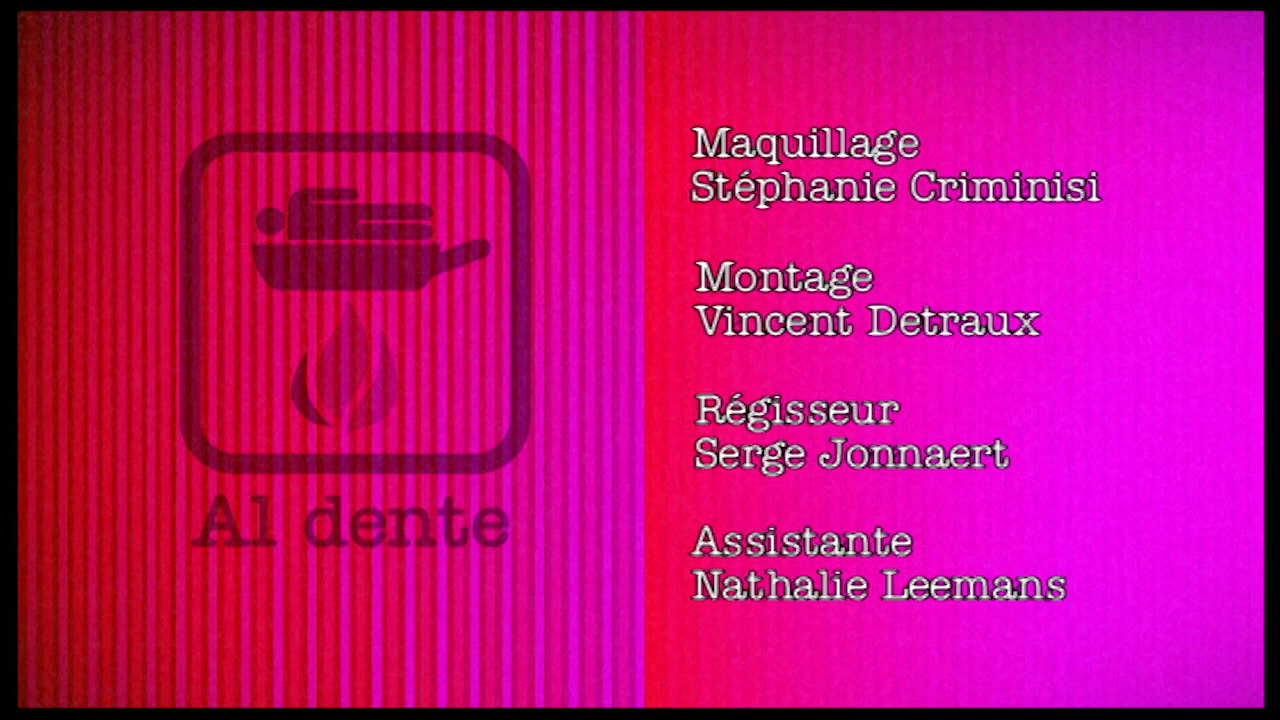 Al dente
Maquillage
Stéphanie Criminisi
Montage
Vincent Detraux
Régisseur
Serge Jonnaert
Assistante
Nathalie Leemans